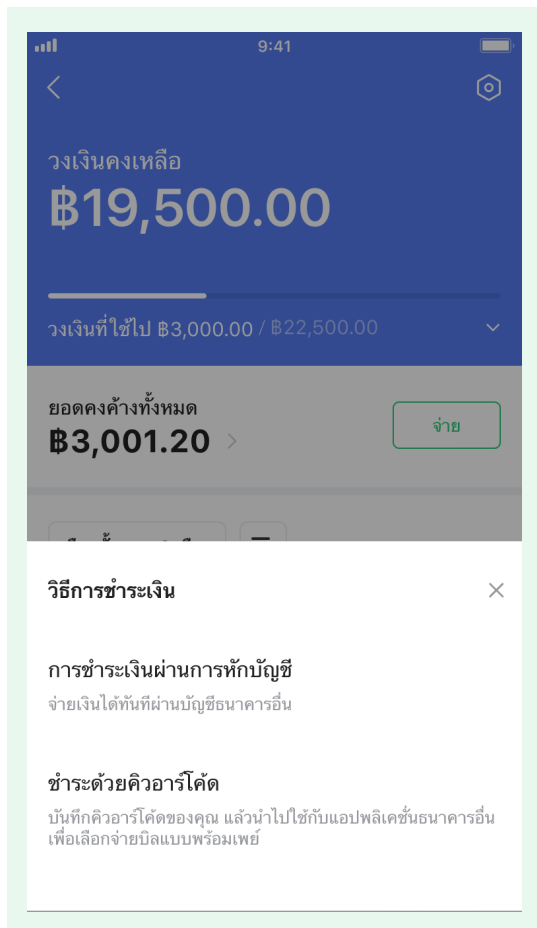 9:41
วงเงินคงเหลือ
฿19,500.00
วงเงินที่ใช้ไป ฿3,000.00 / ฿22,500.00
ยอดคงค้างทั้งหมด
฿3,001.20
จ่าย
วิธีการชำระเงิน
การชำระเงินผ่านการหักบัญชี
จ่ายเงินได้ทันทีผ่านบัญชีธนาคารอื่น
ชำระด้วยคิวอาร์โค้ด
บันทึกคิวอาร์โค้ดของคุณ แล้วนำไปใช้กับแอปพลิเคชั่นธนาคารอื่น
เพื่อเลือกจ่ายบิลแบบพร้อมเพย์